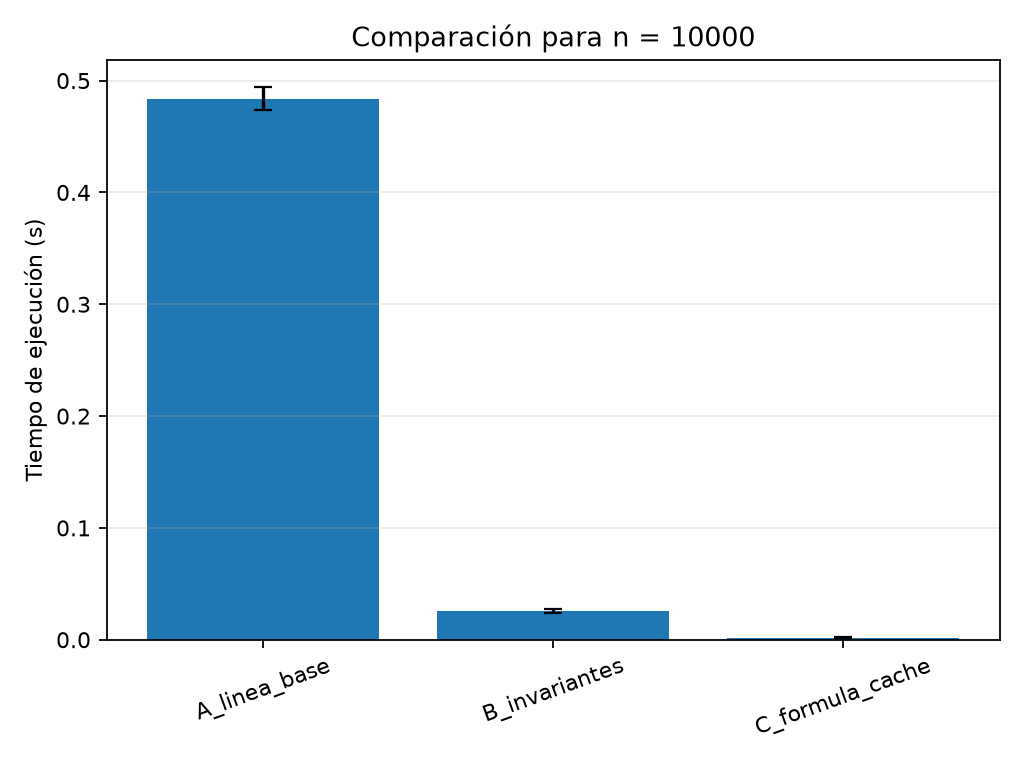 Comparación para n = 10000
Tiempo de ejecución (s)
0.5
0.4
0.3
0.2
0.1
0.0
A_linea_base
B_invariantes
C_formula_cache